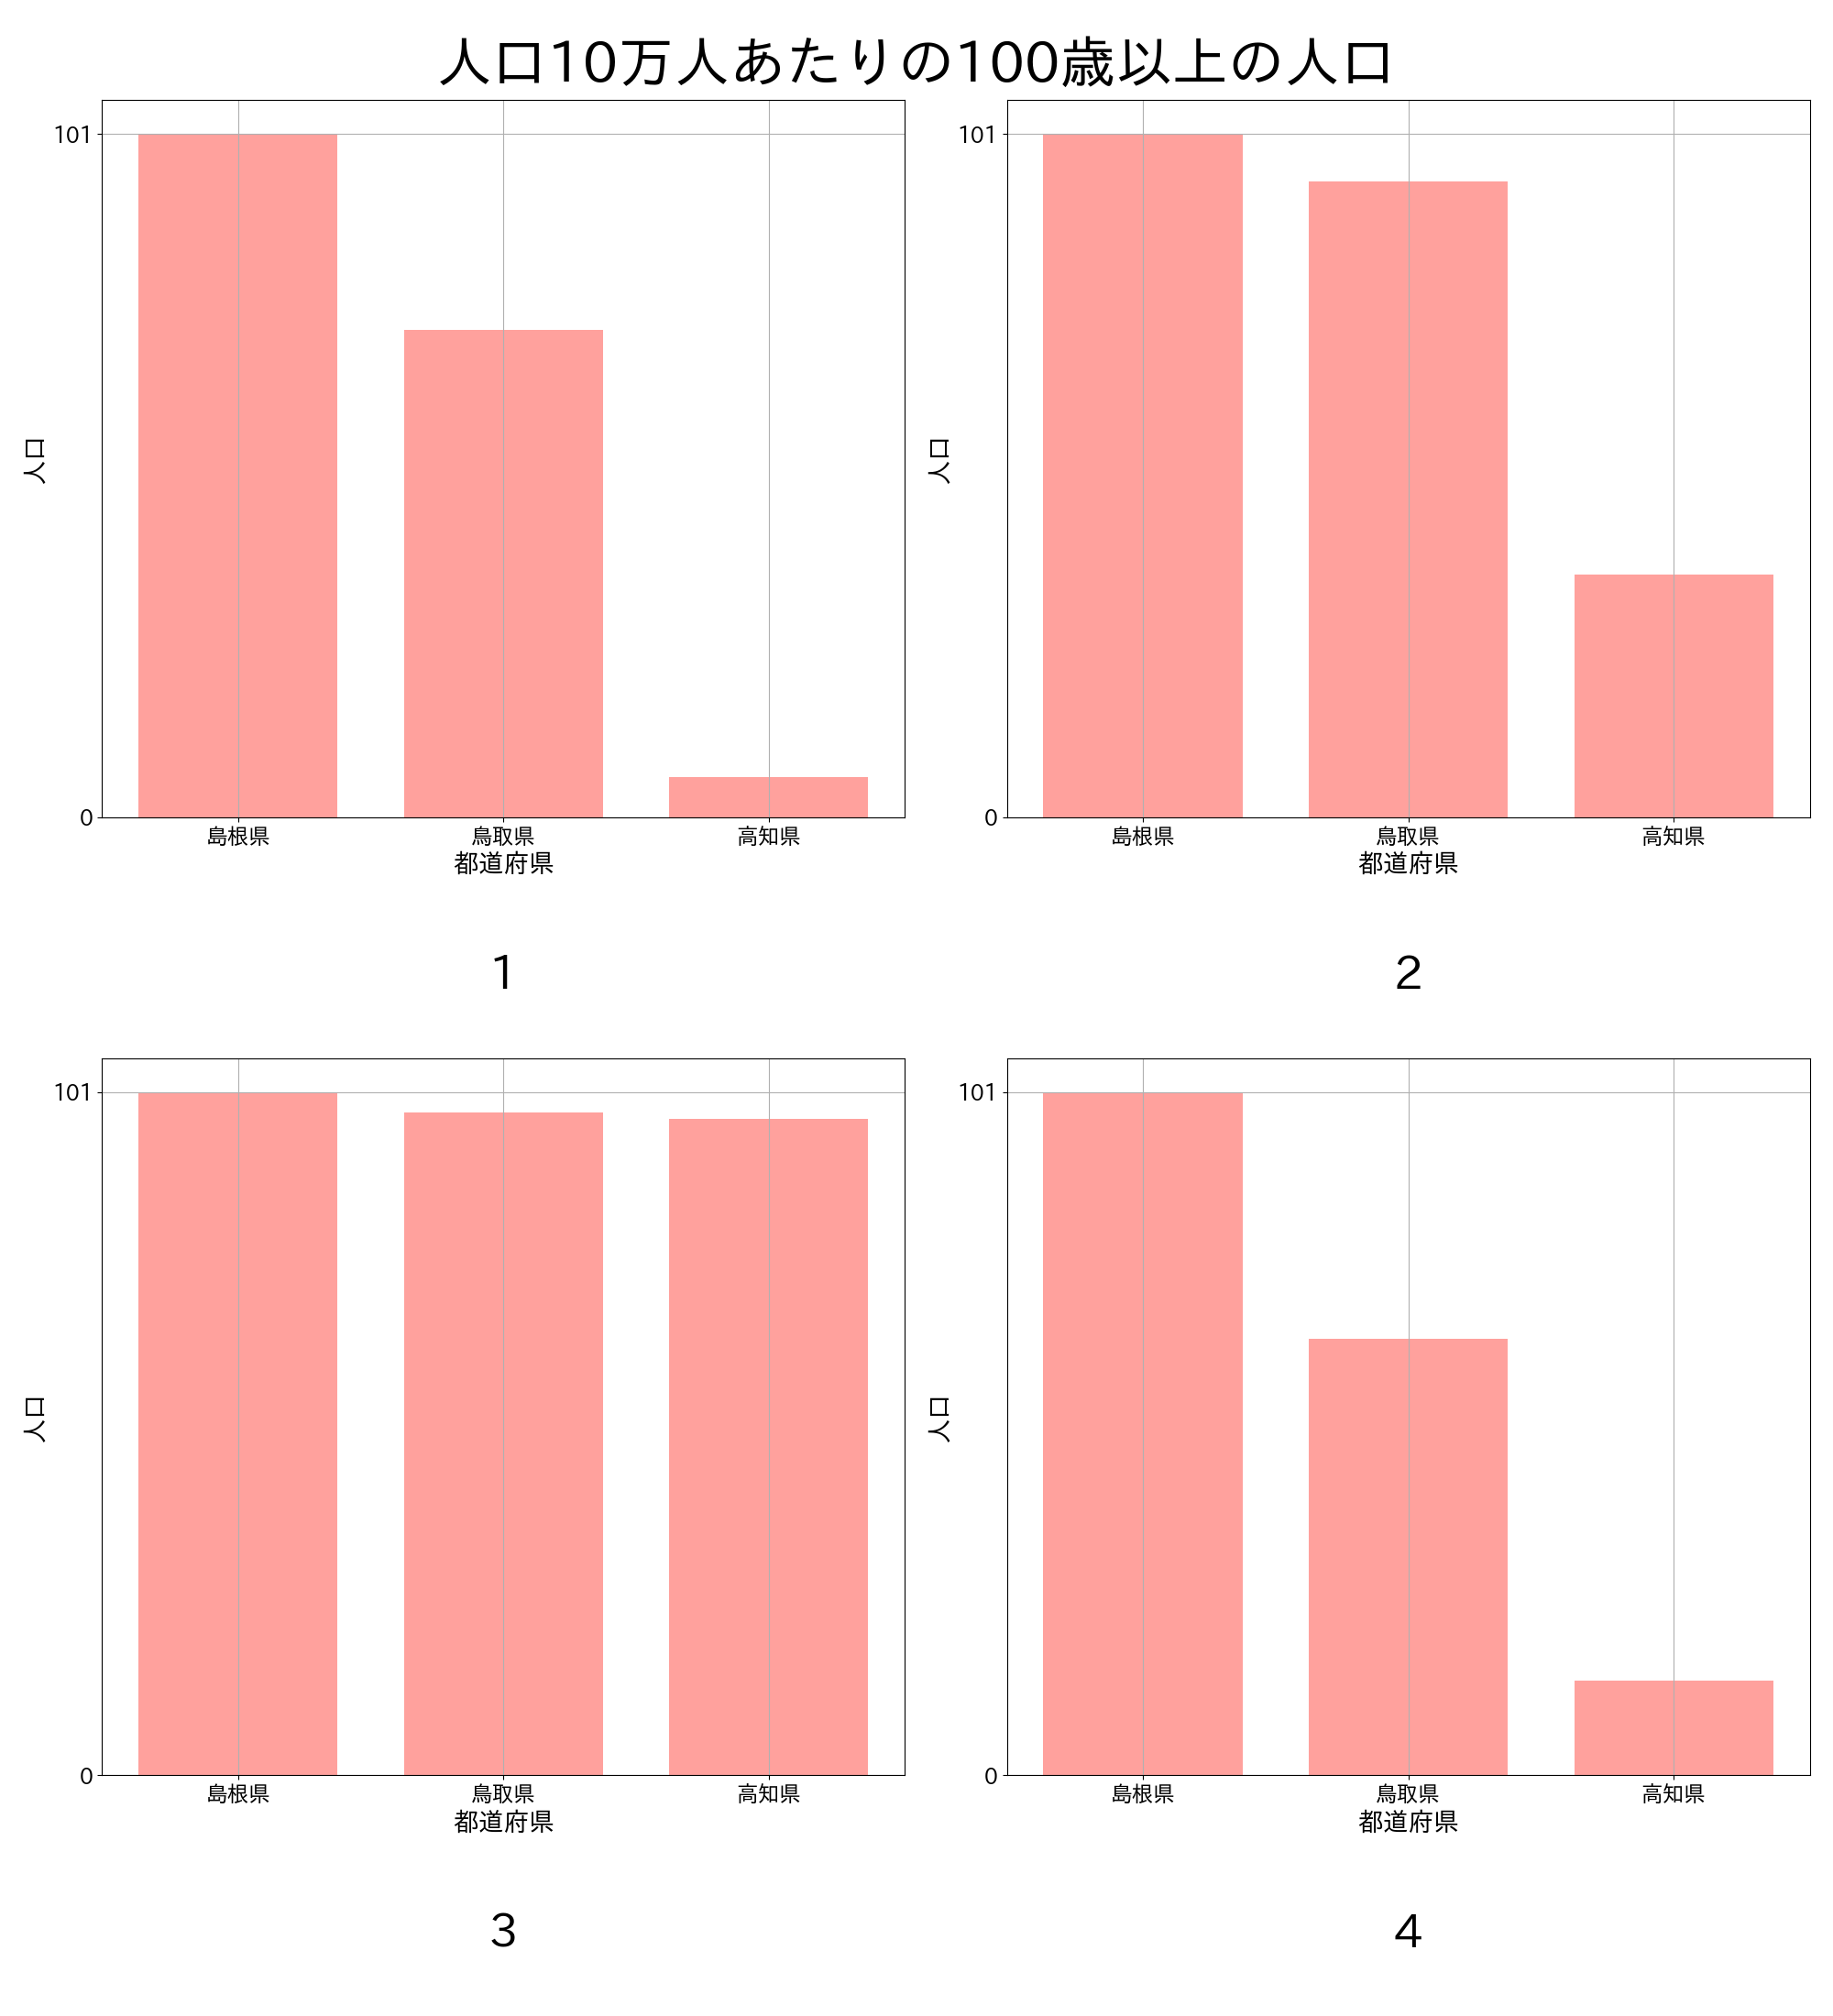 人口10万人あたりの100歳以上の人口
101
人口
0
島根県 鳥取県 高知県
都道府県
1
101
人口
0
島根県 鳥取県 高知県
都道府県
2
101
人口
0
島根県 鳥取県 高知県
都道府県
3
101
人口
0
島根県 鳥取県 高知県
都道府県
4